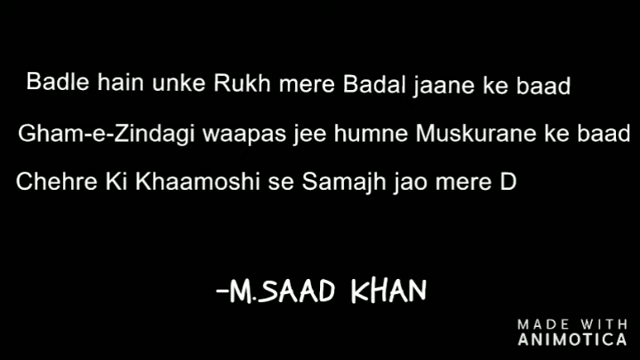 Badle hain unke Rukh mere Badal jaane ke baad
Gham-e-Zindagi waapas jee humne Muskurane ke baad
Chehre Ki Khaamoshi se Samajh jao mere D
-M.SAAD KHAN
MADE WITH
ANIMOTICA